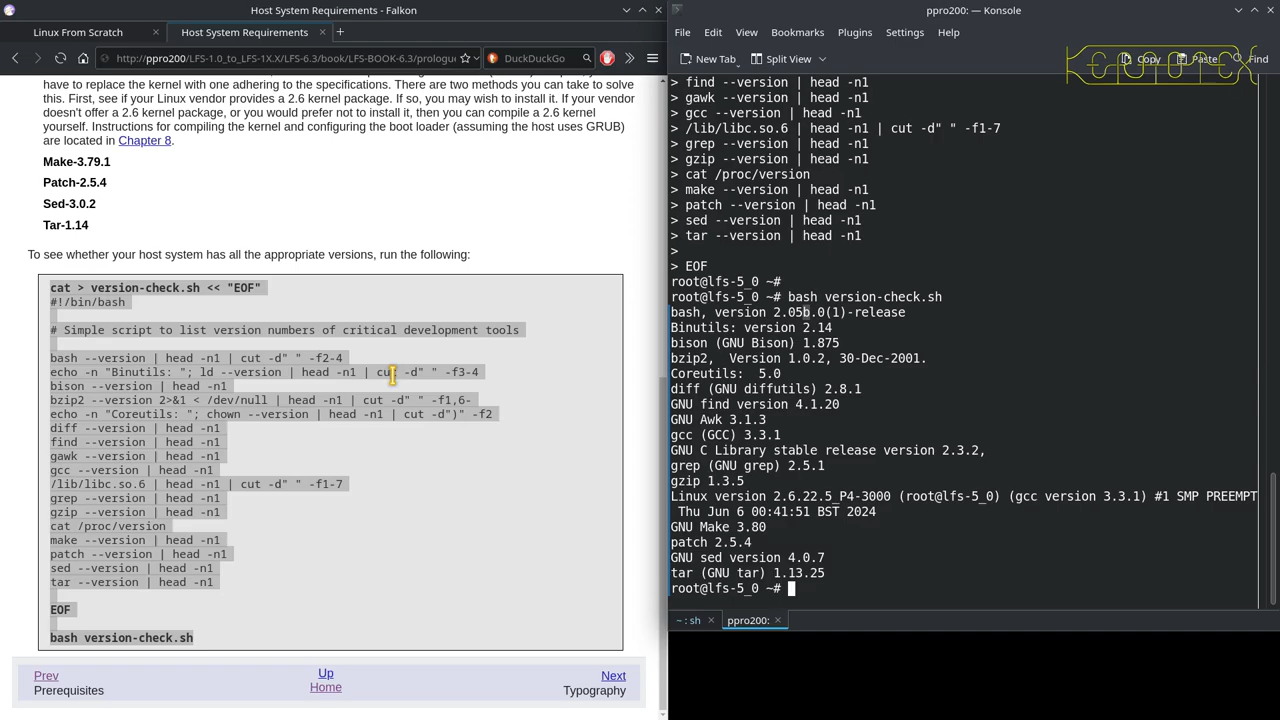 Host System Requirements - Falkon
Linux From Scratch
Host System Requirements
http://ppro200/LFS-1.0_to_LFS-1X.X/LFS-6.3/book/LFS-BOOK-6.3/prologue
DuckDuckGo
have to replace the kernel with one adhering to the specifications. There are two methods you can take to solve
this. First, see if your Linux vendor provides a 2.6 kernel package. If so, you may wish to install it. If your vendor
doesn't offer a 2.6 kernel package, or you would prefer not to install it, then you can compile a 2.6 kernel
yourself. Instructions for compiling the kernel and configuring the boot loader (assuming the host uses GRUB)
are located in Chapter 8.
Make-3.79.1
Patch-2.5.4
Sed-3.0.2
Tar-1.14
To see whether your host system has all the appropriate versions, run the following:
cat > version-check.sh << "EOF"
#!/bin/bash
# Simple script to list version numbers of critical development tools
bash --version | head -n1 | cut -d" " -f2-4
echo -n "Binutils: "; ld --version | head -n1 | cut -d" " -f3-4
bison --version | head -n1
bzip2 --version 2>&1 < /dev/null | head -n1 | cut -d" " -f1,6-
echo -n "Coreutils: "; chown --version | head -n1 | cut -d")" -f2
diff --version | head -n1
find --version | head -n1
gawk --version | head -n1
gcc --version | head -n1
/lib/libc.so.6 | head -n1 | cut -d" " -f1-7
grep --version | head -n1
gzip --version | head -n1
cat /proc/version
make --version | head -n1
patch --version | head -n1
sed --version | head -n1
tar --version | head -n1
EOF
bash version-check.sh
Prev
Up
Next
Prerequisites
Home
Typography
ppro200: — Konsole
File Edit View Bookmarks Plugins Settings Help
New Tab Split View Copy Paste Find
> find --version | head -n1
> gawk --version | head -n1
> gcc --version | head -n1
> /lib/libc.so.6 | head -n1 | cut -d" " -f1-7
> grep --version | head -n1
> gzip --version | head -n1
> cat /proc/version
> make --version | head -n1
> patch --version | head -n1
> sed --version | head -n1
> tar --version | head -n1
>
> EOF
root@lfs-5_0 ~#
root@lfs-5_0 ~# bash version-check.sh
bash, version 2.05b.0(1)-release
Binutils: version 2.14
bison (GNU Bison) 1.875
bzip2,  Version 1.0.2, 30-Dec-2001.
Coreutils:  5.0
diff (GNU diffutils) 2.8.1
GNU find version 4.1.20
GNU Awk 3.1.3
gcc (GCC) 3.3.1
GNU C Library stable release version 2.3.2,
grep (GNU grep) 2.5.1
gzip 1.3.5
Linux version 2.6.22.5_P4-3000 (root@lfs-5_0) (gcc version 3.3.1) #1 SMP PREEMPT
Thu Jun 6 00:41:51 BST 2024
GNU Make 3.80
patch 2.5.4
GNU sed version 4.0.7
tar (GNU tar) 1.13.25
root@lfs-5_0 ~#
~ : sh
ppro200: